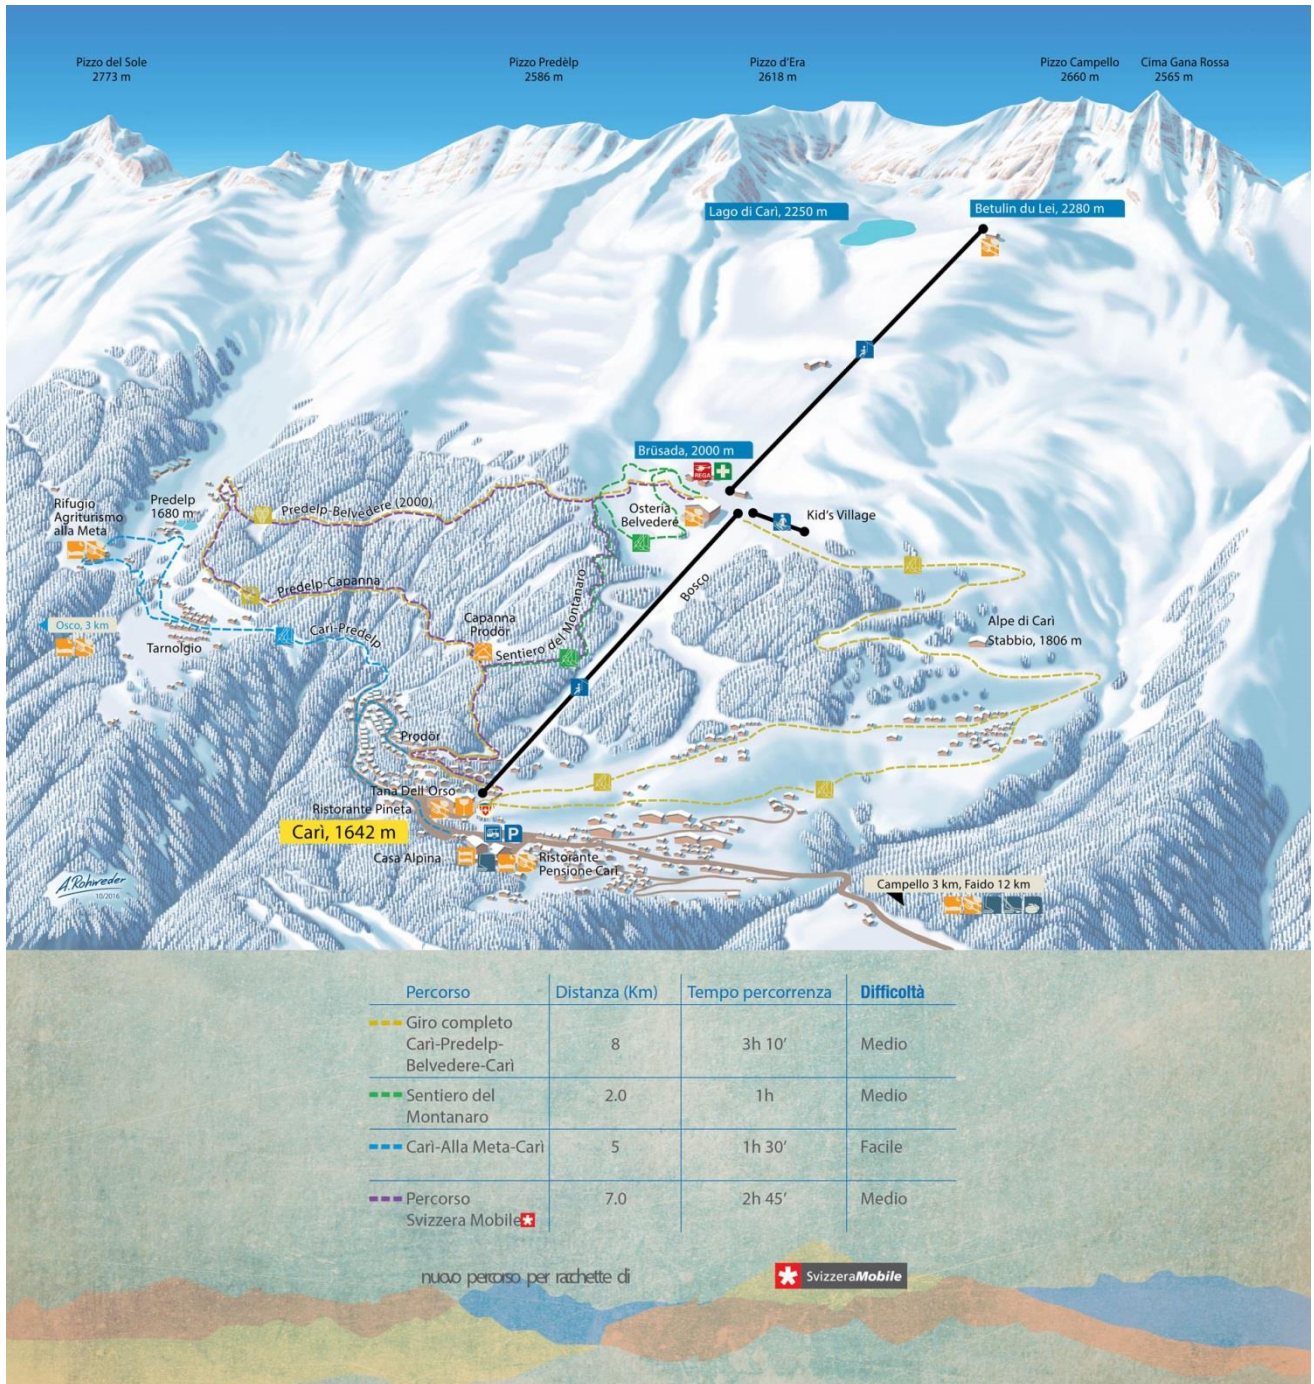 Pizzo del Sole
2773 m
Pizzo Predèlp
2586 m
Pizzo d'Era
2618 m
Pizzo Campello
2660 m
Cima Gana Rossa
2565 m
Lago di Carì, 2250 m
Betulin du Lei, 2280 m
Brüsada, 2000 m
REGA
Rifugio
Agriturismo
alla Meta
Predelp
1680 m
Predelp-Belvedere (2000)
Osteria
Belvedere
Kid's Village
Predelp-Capanna
Bosco
Osco, 3 km
Tarnolgio
Carì-Predelp
Capanna
Prodör
Sentiero del Montanaro
Alpe di Carì
Stabbio, 1806 m
Prodör
Tana Dell'Orso
Ristorante Pineta
Carì, 1642 m
P
Casa Alpina
Ristorante
Pensione Carì
Campello 3 km, Faido 12 km
A. Rohweder
10/2016
Percorso Distanza (Km) Tempo percorrenza Difficoltà
Giro completo
Carì-Predelp- 8 3h 10' Medio
Belvedere-Carì
Sentiero del 2.0 1h Medio
Montanaro
Carì-Alla Meta-Carì 5 1h 30' Facile
Percorso 7.0 2h 45' Medio
Svizzera Mobile
nuovo percorso per racchette di
SvizzeraMobile